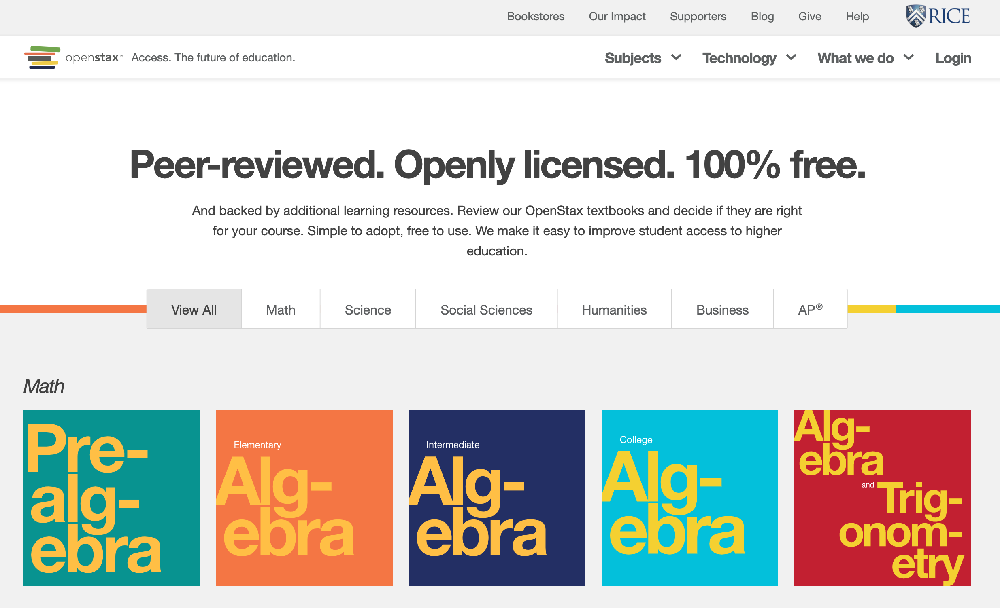 Bookstores Our Impact Supporters Blog Give Help RICE
openstax™ Access. The future of education. Subjects Technology What we do Login
Peer-reviewed. Openly licensed. 100% free.
And backed by additional learning resources. Review our OpenStax textbooks and decide if they are right
for your course. Simple to adopt, free to use. We make it easy to improve student access to higher
education.
View All Math Science Social Sciences Humanities Business AP®
Math
Pre-
alg-
ebra
Elementary
Alg-
ebra
Intermediate
Alg-
ebra
College
Alg-
ebra
Alg-
ebra
and Trig-
onom-
etry